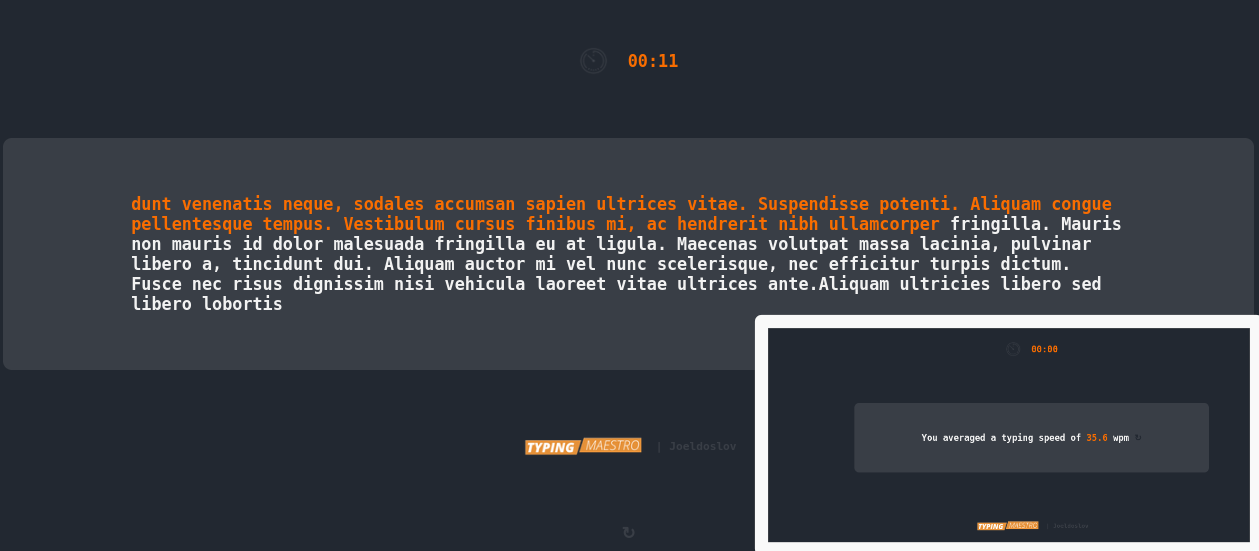 00:11
dunt venenatis neque, sodales accumsan sapien ultrices vitae. Suspendisse potenti. Aliquam congue
pellentesque tempus. Vestibulum cursus finibus mi, ac hendrerit nibh ullamcorper fringilla. Mauris
non mauris id dolor malesuada fringilla eu at ligula. Maecenas volutpat massa lacinia, pulvinar
libero a, tincidunt dui. Aliquam auctor mi vel nunc scelerisque, nec efficitur turpis dictum.
Fusce nec risus dignissim nisi vehicula laoreet vitae ultrices ante.Aliquam ultricies libero sed
libero lobortis
TYPING MAESTRO | Joeldoslov
00:00
You averaged a typing speed of 35.6 wpm
TYPING MAESTRO | Joeldoslov